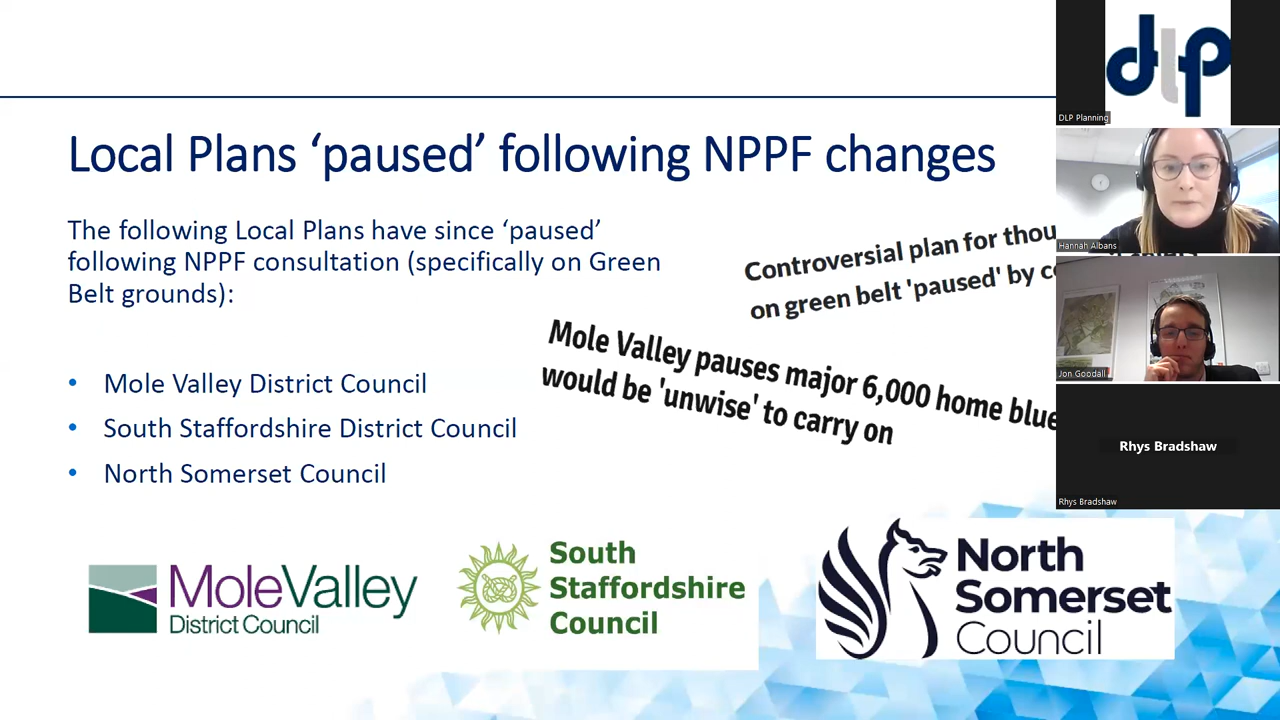 Local Plans ‘paused’ following NPPF changes
The following Local Plans have since ‘paused’
following NPPF consultation (specifically on Green
Belt grounds):
• Mole Valley District Council
• South Staffordshire District Council
• North Somerset Council
Controversial plan for thou
on green belt 'paused' by c
Mole Valley pauses major 6,000 home blue
would be 'unwise' to carry on
MoleValley
District Council
South
Staffordshire
Council
North
Somerset
Council
dlp
DLP Planning
Hannah Albans
Jon Goodall
Rhys Bradshaw
Rhys Bradshaw